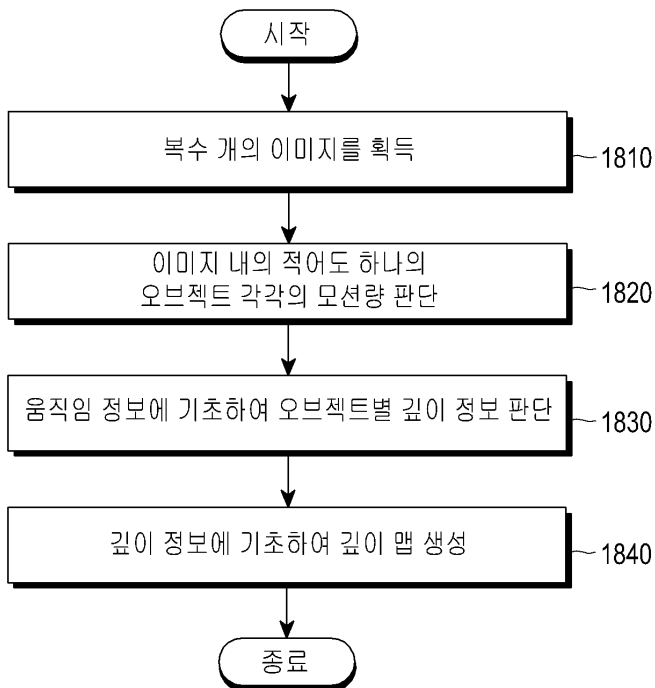 시작
복수 개의 이미지를 획득
1810
이미지 내의 적어도 하나의
오브젝트 각각의 모션량 판단
1820
움직임 정보에 기초하여 오브젝트별 깊이 정보 판단
1830
깊이 정보에 기초하여 깊이 맵 생성
1840
종료